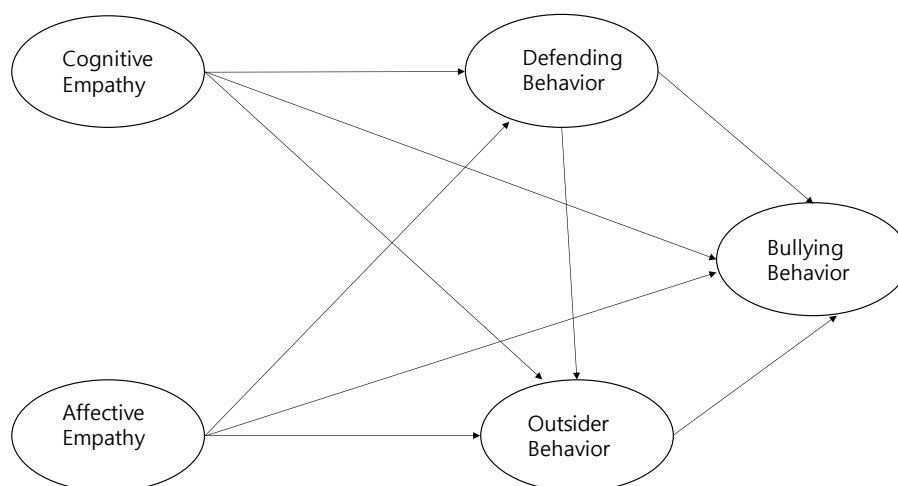 Cognitive
Empathy
Defending
Behavior
Bullying
Behavior
Affective
Empathy
Outsider
Behavior